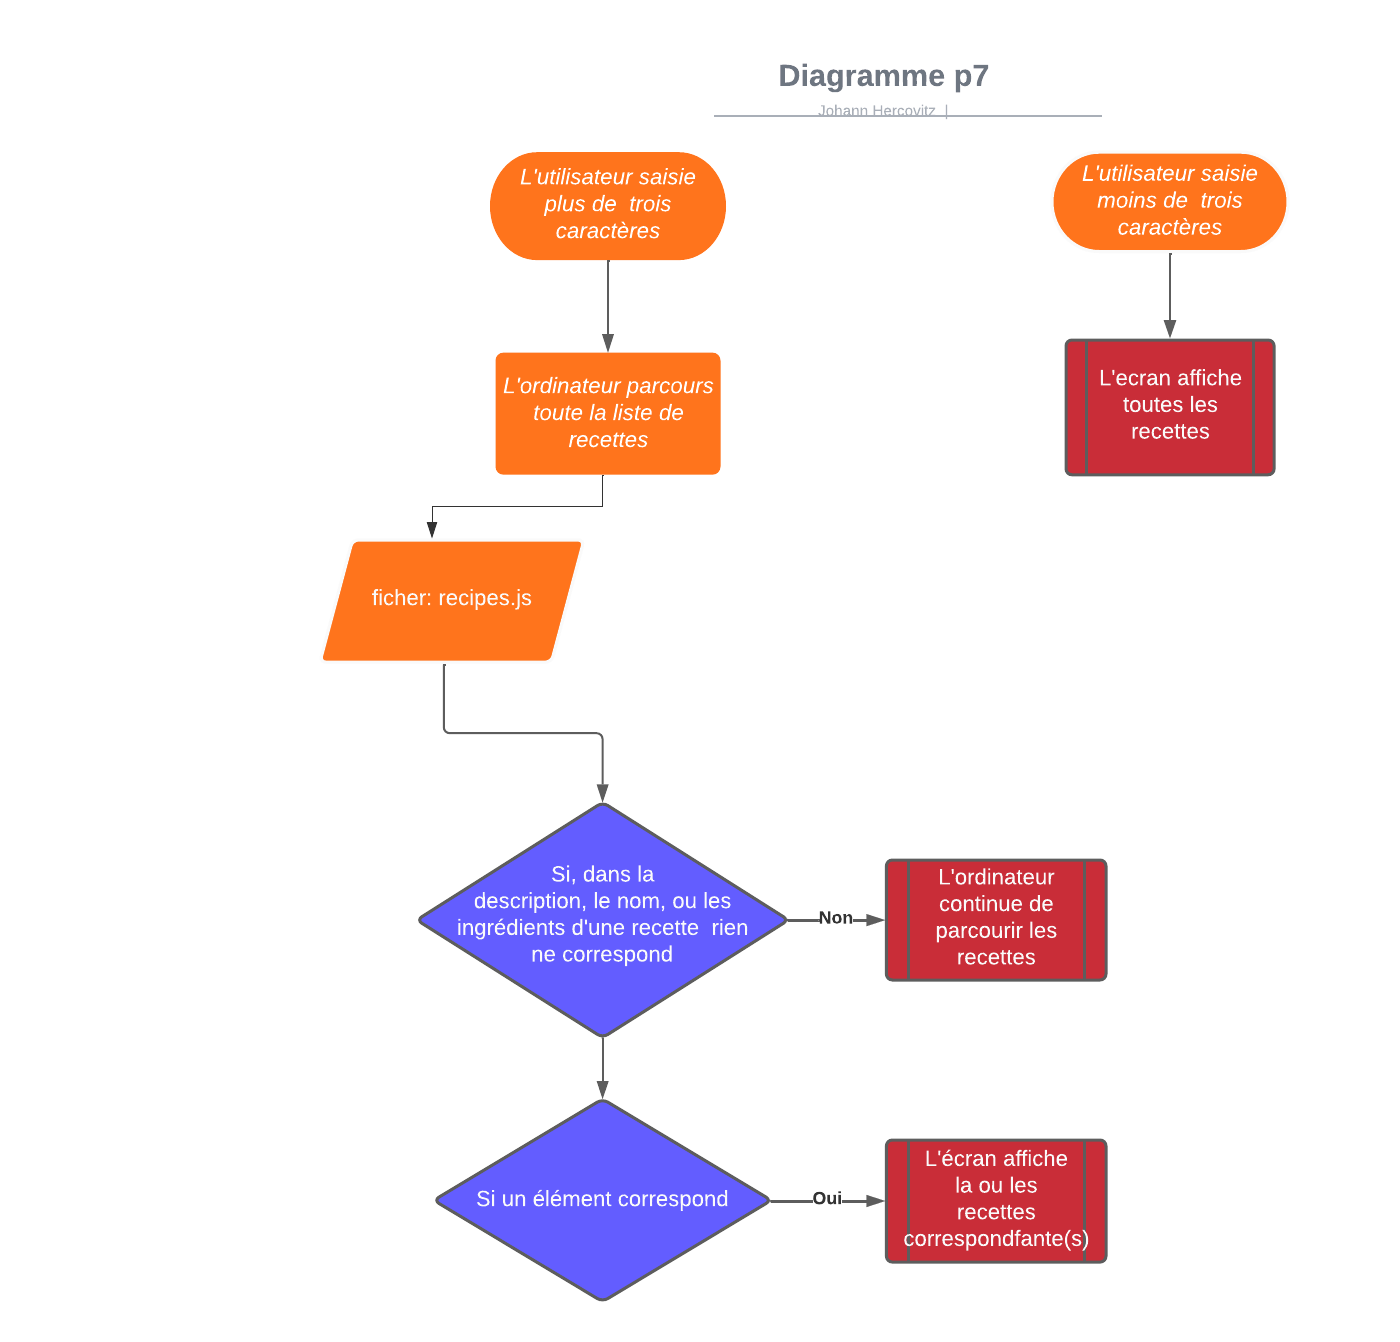 Diagramme p7
Johann Hercovitz |
L'utilisateur saisie
plus de  trois
caractères
L'utilisateur saisie
moins de  trois
caractères
L'ordinateur parcours
toute la liste de
recettes
L'ecran affiche
toutes les
recettes
ficher: recipes.js
Si, dans la
description, le nom, ou les
ingrédients d'une recette  rien
ne correspond
Non
L'ordinateur
continue de
parcourir les
recettes
Si un élément correspond
Oui
L'écran affiche
la ou les
recettes
correspondfante(s)